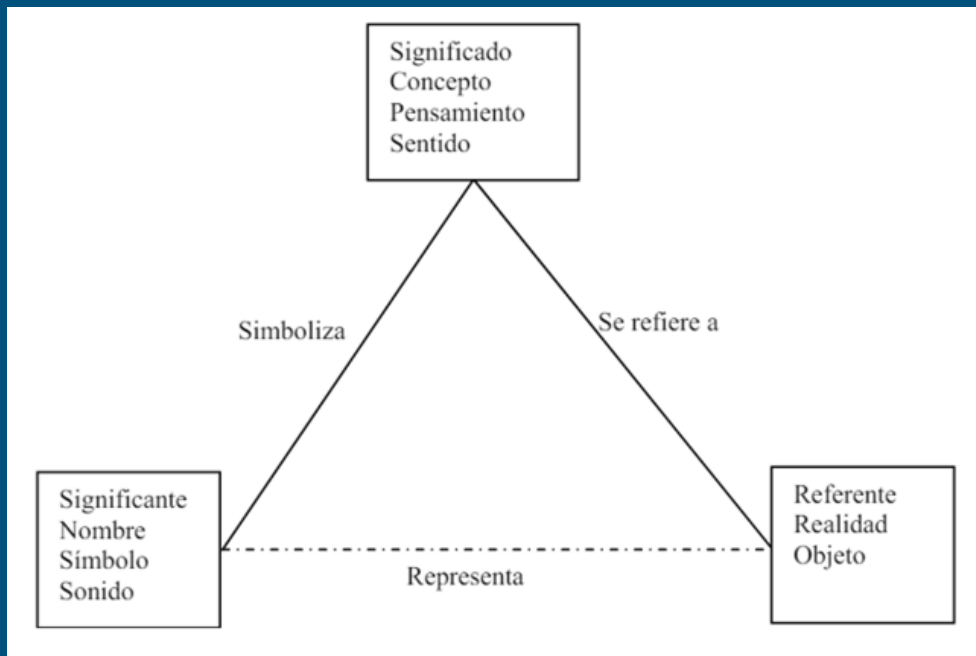 Significado
Concepto
Pensamiento
Sentido
Simboliza
Se refiere a
Significante
Nombre
Símbolo
Sonido
Representa
Referente
Realidad
Objeto